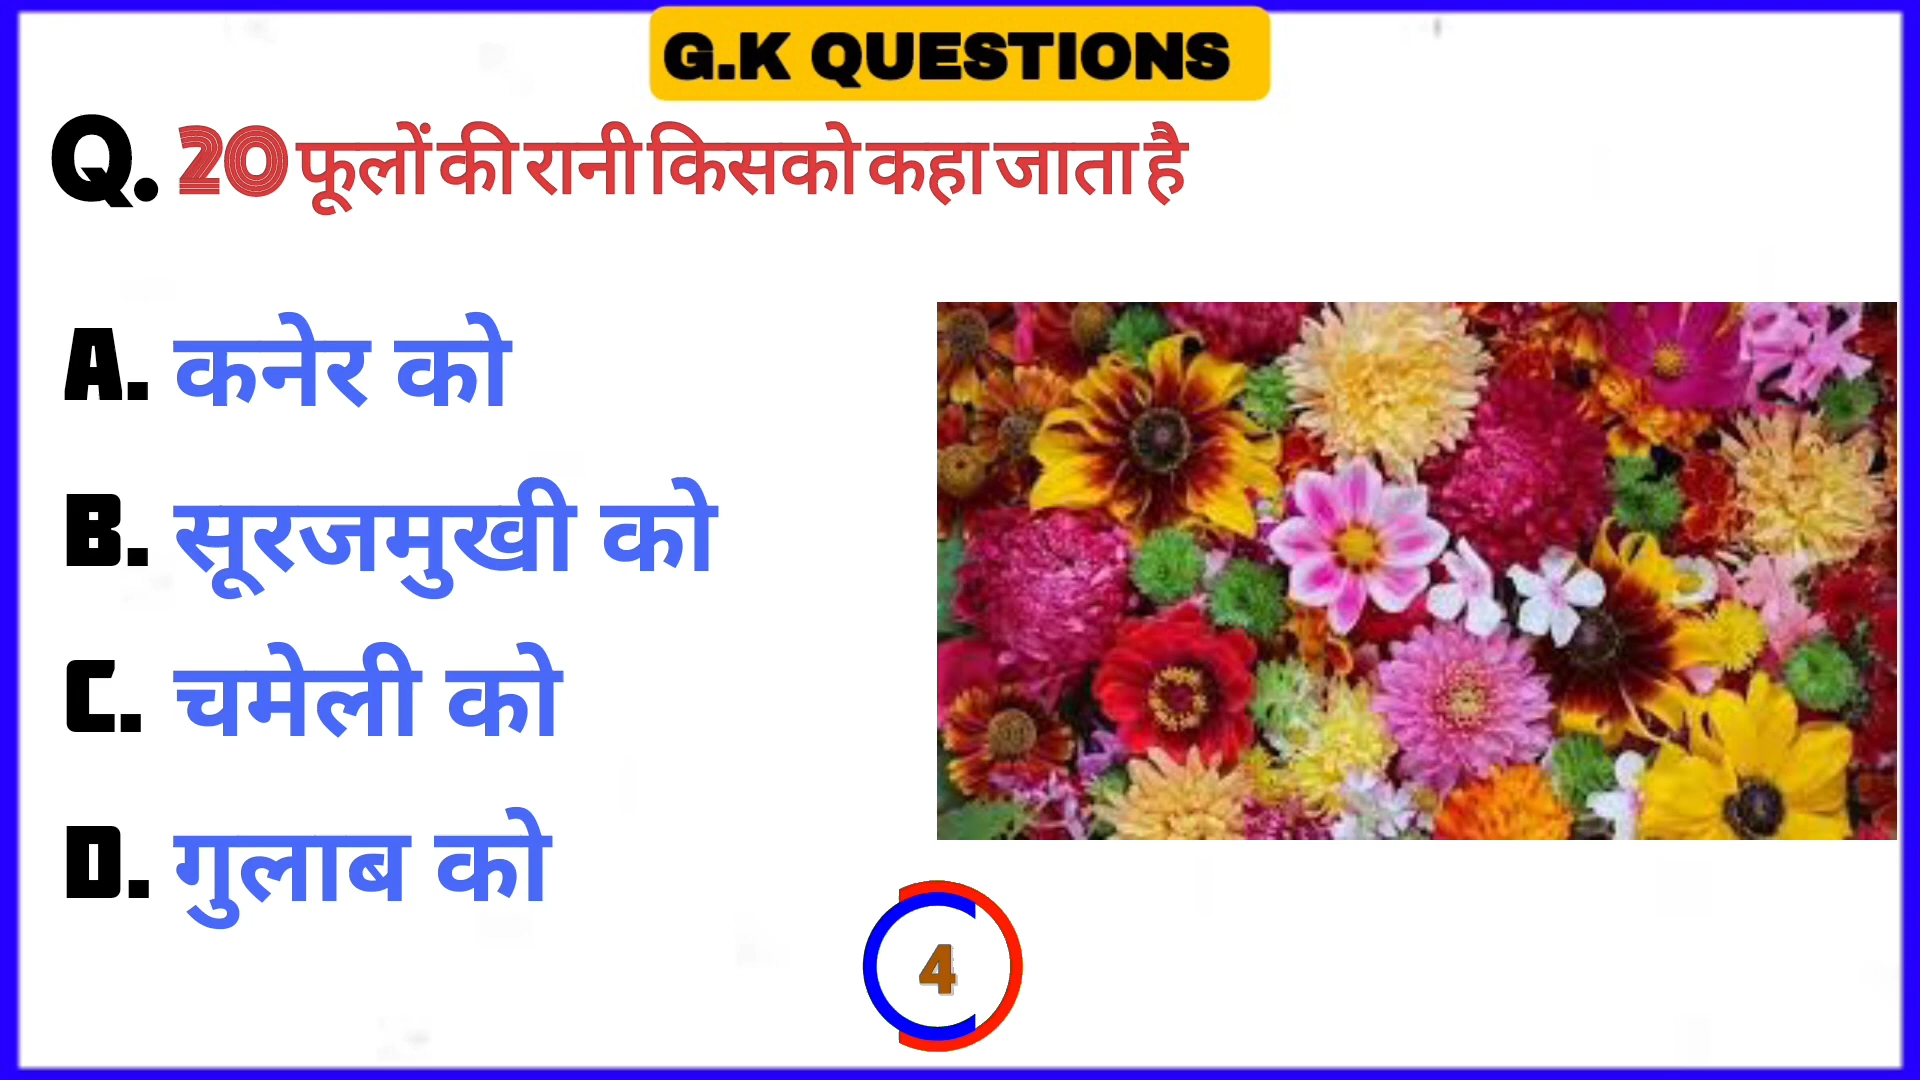 G.K QUESTIONS
Q. 20 फूलों की रानी किसको कहा जाता है
A. कनेर को
B. सूरजमुखी को
C. चमेली को
D. गुलाब को
4